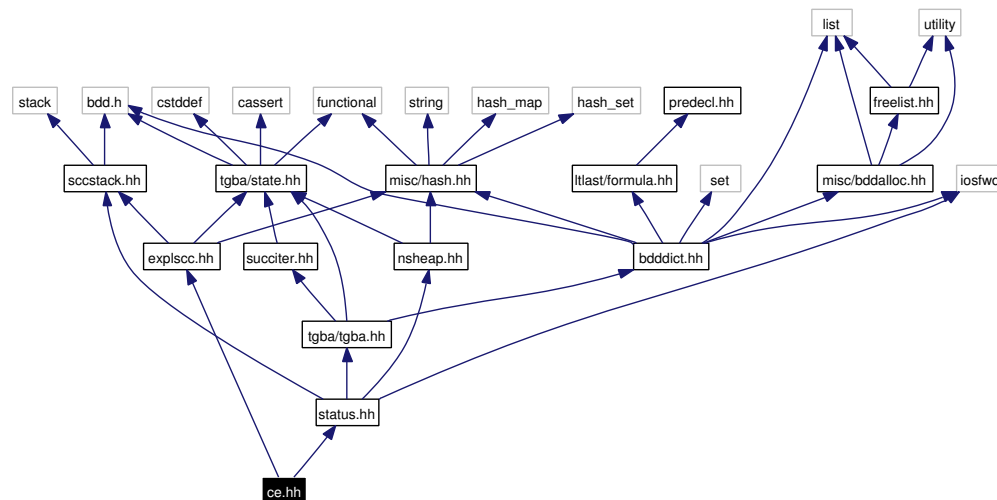 list
utility
stack
bdd.h
cstddef
cassert
functional
string
hash_map
hash_set
predecl.hh
freelist.hh
sccstack.hh
tgba/state.hh
misc/hash.hh
ltlast/formula.hh
set
misc/bddalloc.hh
iosfwd
explscc.hh
succiter.hh
nsheap.hh
bdddict.hh
tgba/tgba.hh
status.hh
ce.hh